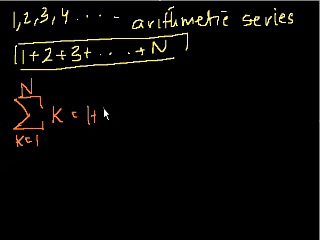 1,2,3,4 .... - arithmetic series
1+2+3+...+N
N
∑ K = 1+
K=1